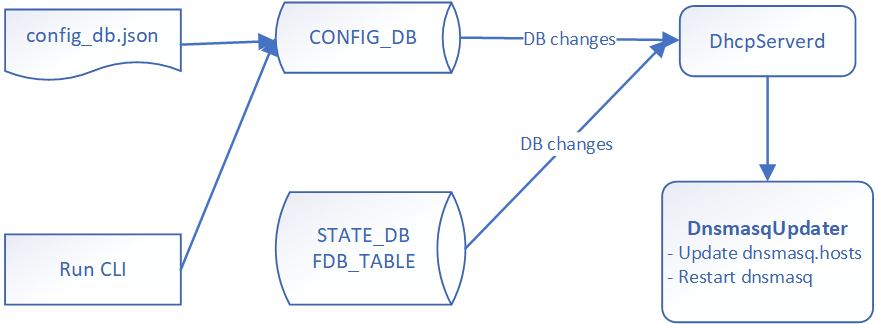 config_db.json
CONFIG_DB
DB changes
DhcpServerd
DB changes
Run CLI
STATE_DB
FDB_TABLE
DnsmasqUpdater
- Update dnsmasq.hosts
- Restart dnsmasq